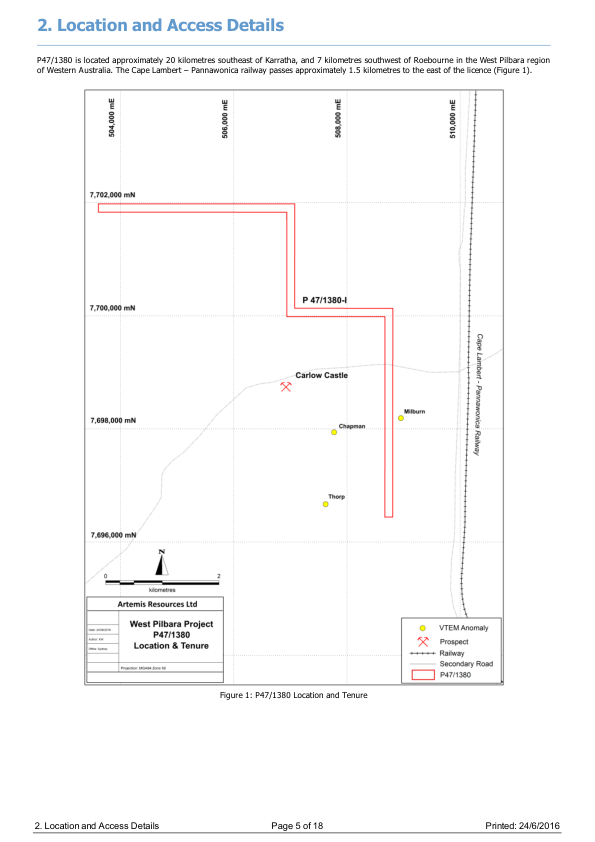 2. Location and Access Details
P47/1380 is located approximately 20 kilometres southeast of Karratha, and 7 kilometres southwest of Roebourne in the West Pilbara region
of Western Australia. The Cape Lambert – Pannawonica railway passes approximately 1.5 kilometres to the east of the licence (Figure 1).
504,000 mE
506,000 mE
508,000 mE
510,000 mE
7,702,000 mN
P 47/1380-I
7,700,000 mN
Cape Lambert - Pannawonica Railway
Carlow Castle
Milburn
7,698,000 mN
Chapman
Thorp
7,696,000 mN
N
0 2
kilometres
Artemis Resources Ltd
West Pilbara Project
P47/1380
Location & Tenure
VTEM Anomaly
Prospect
Railway
Secondary Road
P47/1380
Figure 1: P47/1380 Location and Tenure
2. Location and Access Details Page 5 of 18 Printed: 24/6/2016